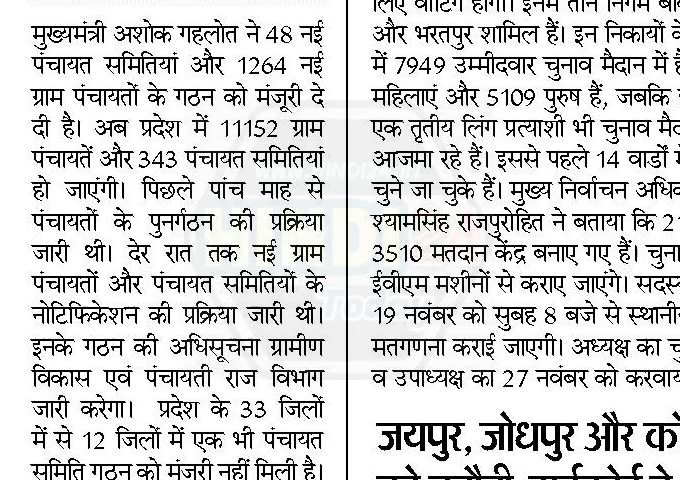 मुख्यमंत्री अशोक गहलोत ने 48 नई
पंचायत समितियां और 1264 नई
ग्राम पंचायतों के गठन को मंजूरी दे
दी है। अब प्रदेश में 11152 ग्राम
पंचायतें और 343 पंचायत समितियां
हो जाएंगी। पिछले पांच माह से
पंचायतों के पुनर्गठन की प्रक्रिया
जारी थी। देर रात तक नई ग्राम
पंचायतों और पंचायत समितियों के
नोटिफिकेशन की प्रक्रिया जारी थी।
इनके गठन की अधिसूचना ग्रामीण
विकास एवं पंचायती राज विभाग
जारी करेगा। प्रदेश के 33 जिलों
में से 12 जिलों में एक भी पंचायत
समिति गठन को मंजूरी नहीं मिली है।
लिए वोटिंग होगी। इनमें तीन निगम
और भरतपुर शामिल हैं। इन निकायों
में 7949 उम्मीदवार चुनाव मैदान में
महिलाएं और 5109 पुरुष हैं, जबकि
एक तृतीय लिंग प्रत्याशी भी चुनाव
आजमा रहे हैं। इससे पहले 14 वार्डों
चुने जा चुके हैं। मुख्य निर्वाचन
श्यामसिंह राजपुरोहित ने बताया कि
3510 मतदान केंद्र बनाए गए हैं।
ईवीएम मशीनों से कराए जाएंगे।
19 नवंबर को सुबह 8 बजे से
मतगणना कराई जाएगी। अध्यक्ष का
व उपाध्यक्ष का 27 नवंबर को
जयपुर, जोधपुर और